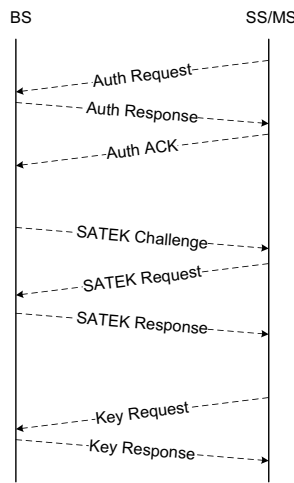 BS SS/MS
Auth Request
Auth Response
Auth ACK
SATEK Challenge
SATEK Request
SATEK Response
Key Request
Key Response